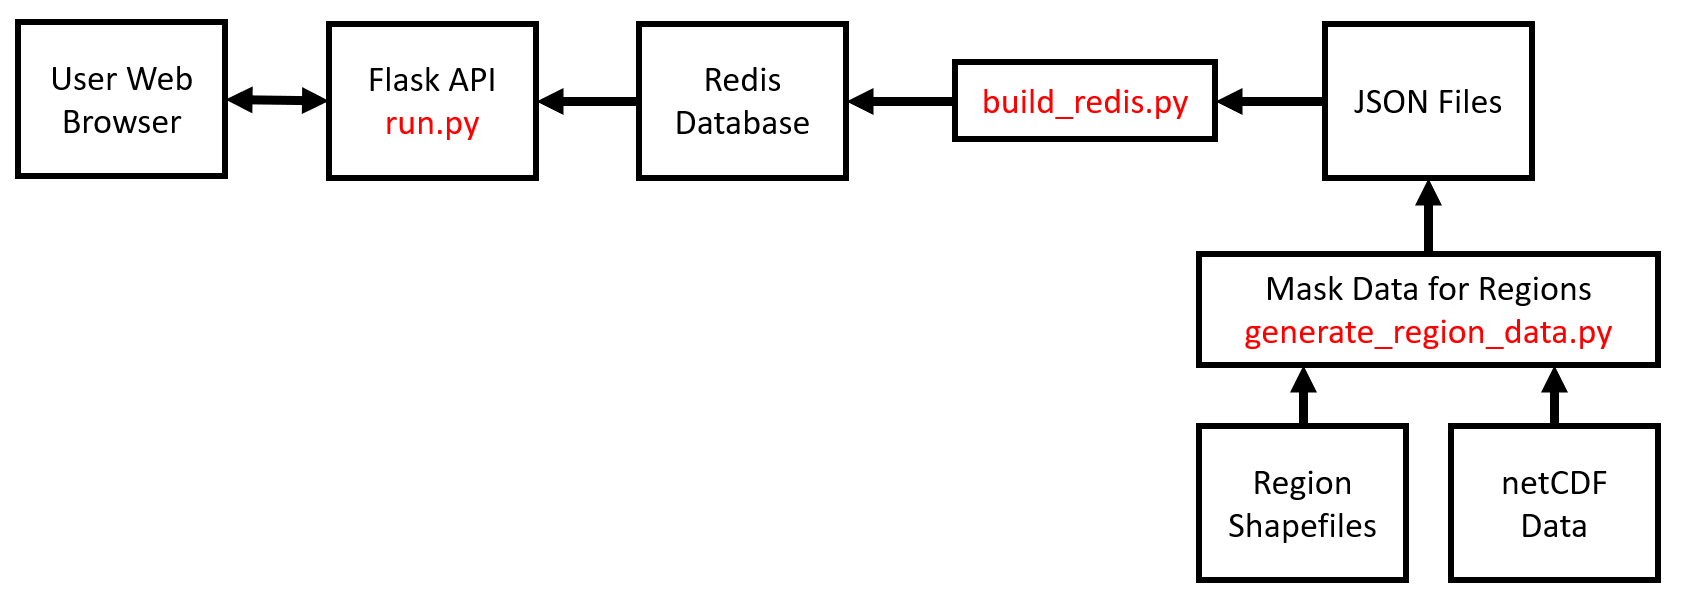 User Web
Browser
Flask API
run.py
Redis
Database
build_redis.py
JSON Files
Mask Data for Regions
generate_region_data.py
Region
Shapefiles
netCDF
Data